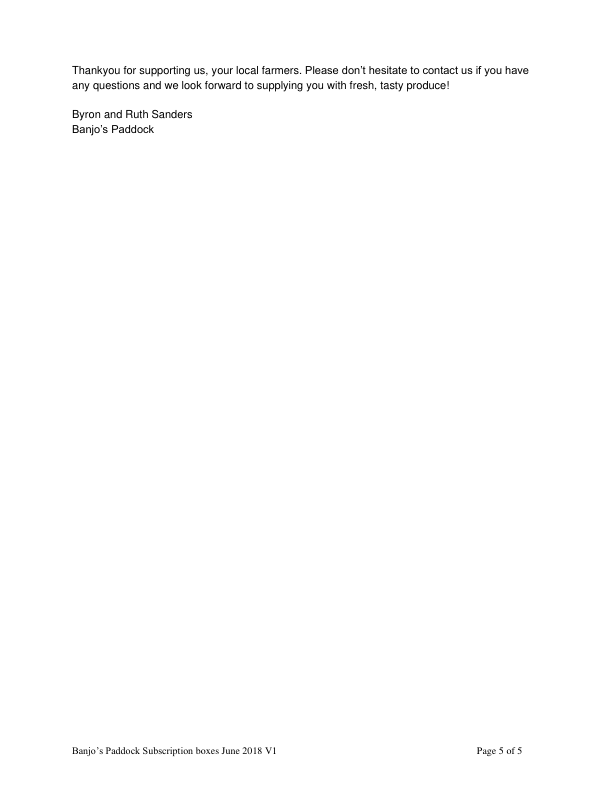 Thankyou for supporting us, your local farmers. Please don’t hesitate to contact us if you have
any questions and we look forward to supplying you with fresh, tasty produce!
Byron and Ruth Sanders
Banjo’s Paddock
Banjo’s Paddock Subscription boxes June 2018 V1 Page 5 of 5